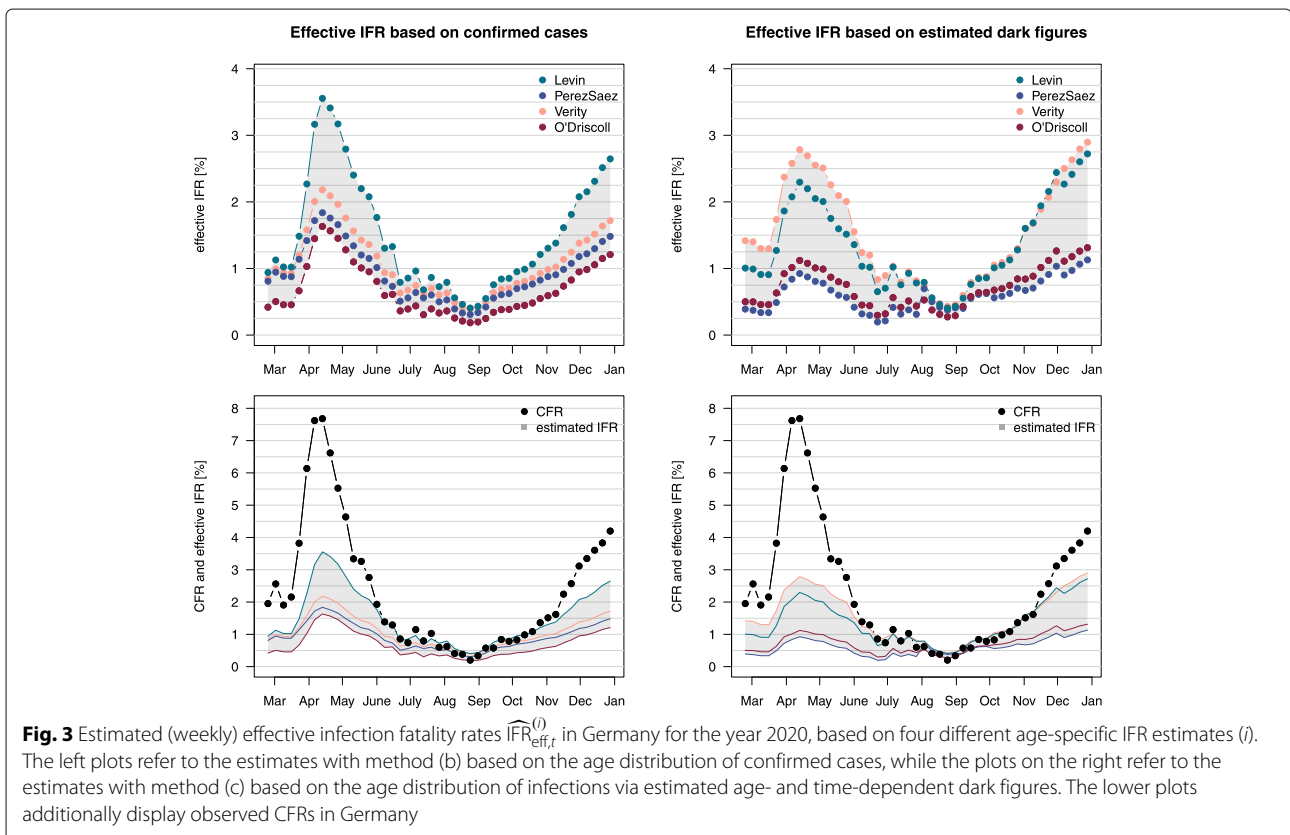 Effective IFR based on confirmed cases
Effective IFR based on estimated dark figures
effective IFR [%]
4
3
2
1
0
Levin
PerezSaez
Verity
O'Driscoll
Mar Apr May June July Aug Sep Oct Nov Dec Jan
effective IFR [%]
4
3
2
1
0
Levin
PerezSaez
Verity
O'Driscoll
Mar Apr May June July Aug Sep Oct Nov Dec Jan
CFR and effective IFR [%]
8
7
6
5
4
3
2
1
0
CFR
estimated IFR
Mar Apr May June July Aug Sep Oct Nov Dec Jan
CFR and effective IFR [%]
8
7
6
5
4
3
2
1
0
CFR
estimated IFR
Mar Apr May June July Aug Sep Oct Nov Dec Jan
Fig. 3 Estimated (weekly) effective infection fatality rates $\widehat{\text{IFR}}_{\text{eff},t}^{(i)}$ in Germany for the year 2020, based on four different age-specific IFR estimates (i).
The left plots refer to the estimates with method (b) based on the age distribution of confirmed cases, while the plots on the right refer to the
estimates with method (c) based on the age distribution of infections via estimated age- and time-dependent dark figures. The lower plots
additionally display observed CFRs in Germany